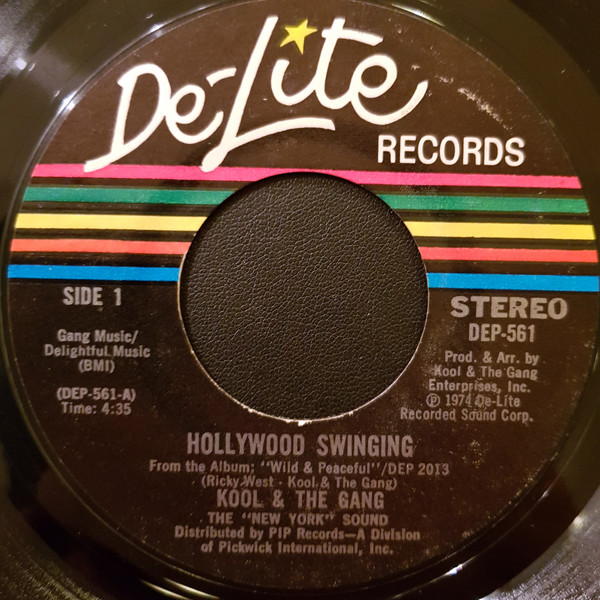 De-Lite
RECORDS
SIDE 1
Gang Music/
Delightful Music
(BMI)
(DEP-561-A)
Time: 4:35
STEREO
DEP-561
Prod. & Arr. by
Kool & The Gang
Enterprises, Inc.
℗ 1974 De-Lite
Recorded Sound Corp.
HOLLYWOOD SWINGING
From the Album; "Wild & Peaceful"/DEP 2013
(Ricky West - Kool & The Gang)
KOOL & THE GANG
THE "NEW YORK" SOUND
Distributed by PIP Records—A Division
of Pickwick International, Inc.